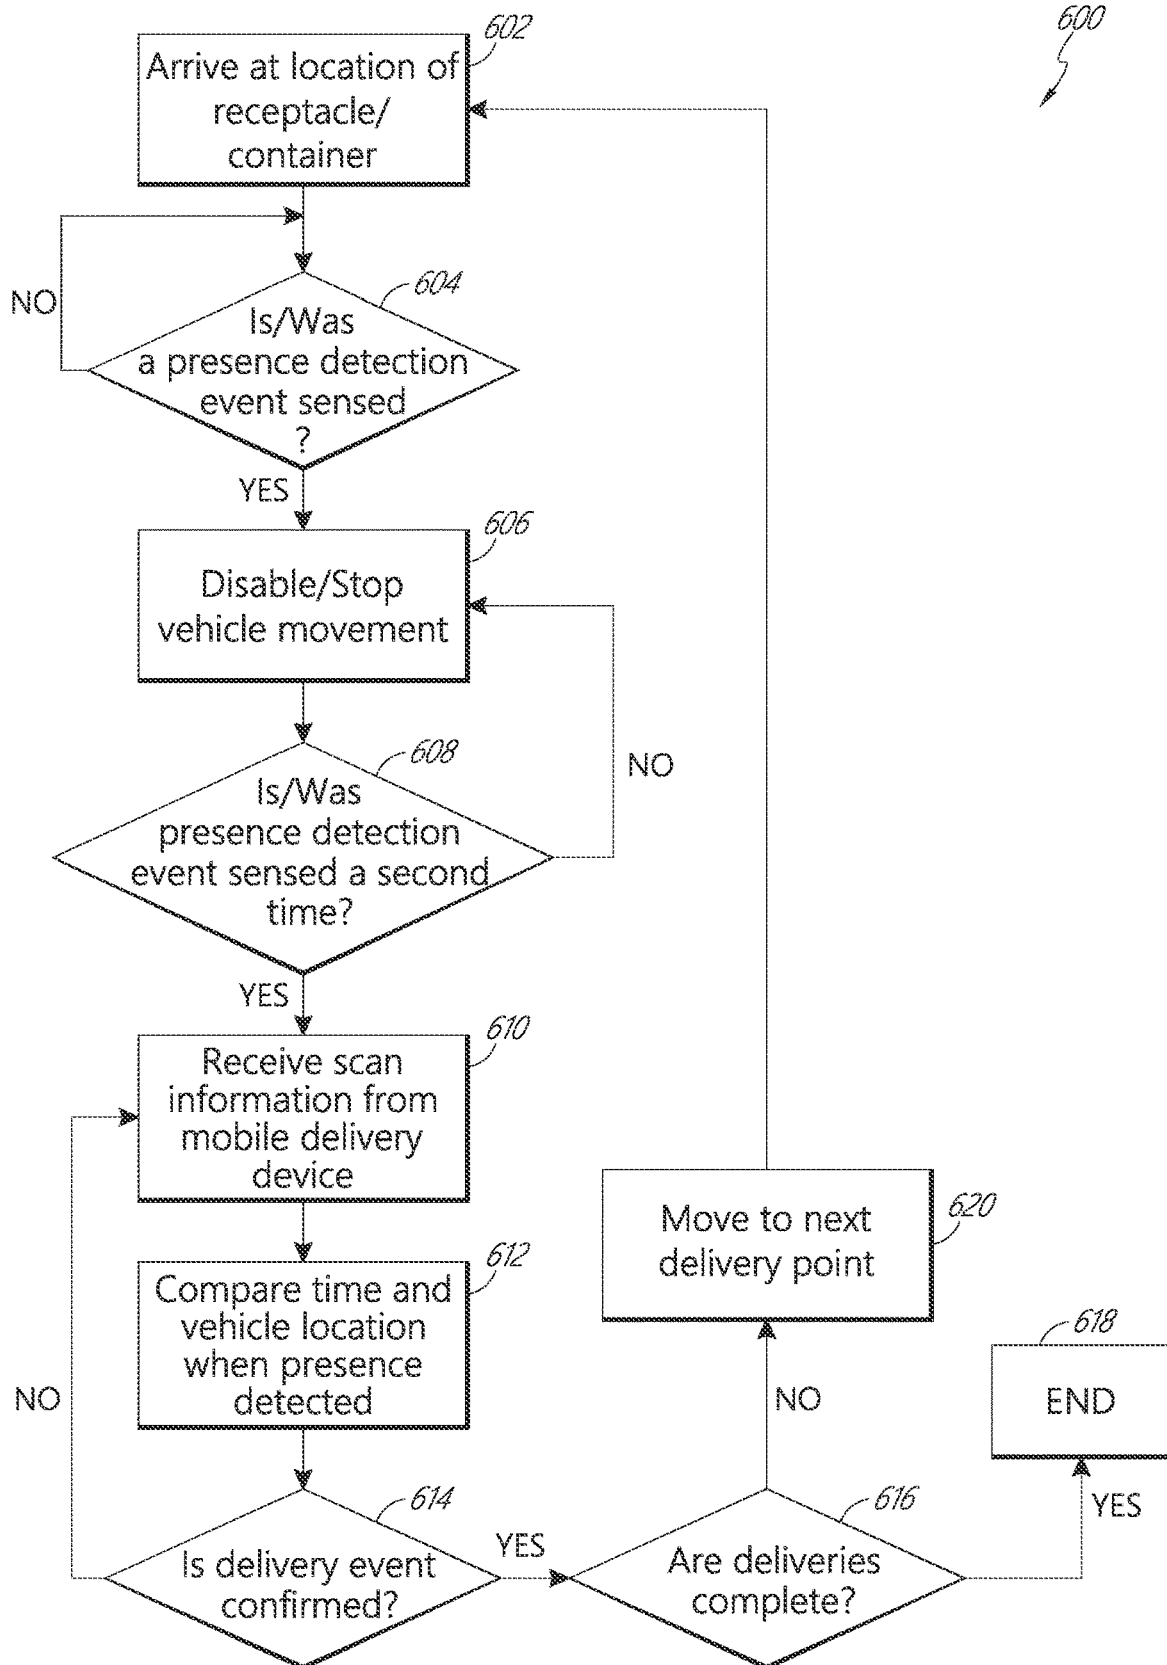 600
602
Arrive at location of
receptacle/
container
604
NO
Is/Was
a presence detection
event sensed
?
YES
606
Disable/Stop
vehicle movement
608
NO
Is/Was
presence detection
event sensed a second
time?
YES
610
Receive scan
information from
mobile delivery
device
612
Compare time and
vehicle location
when presence
detected
NO
614
Is delivery event
confirmed?
YES
616
Are deliveries
complete?
NO
620
Move to next
delivery point
618
END
YES